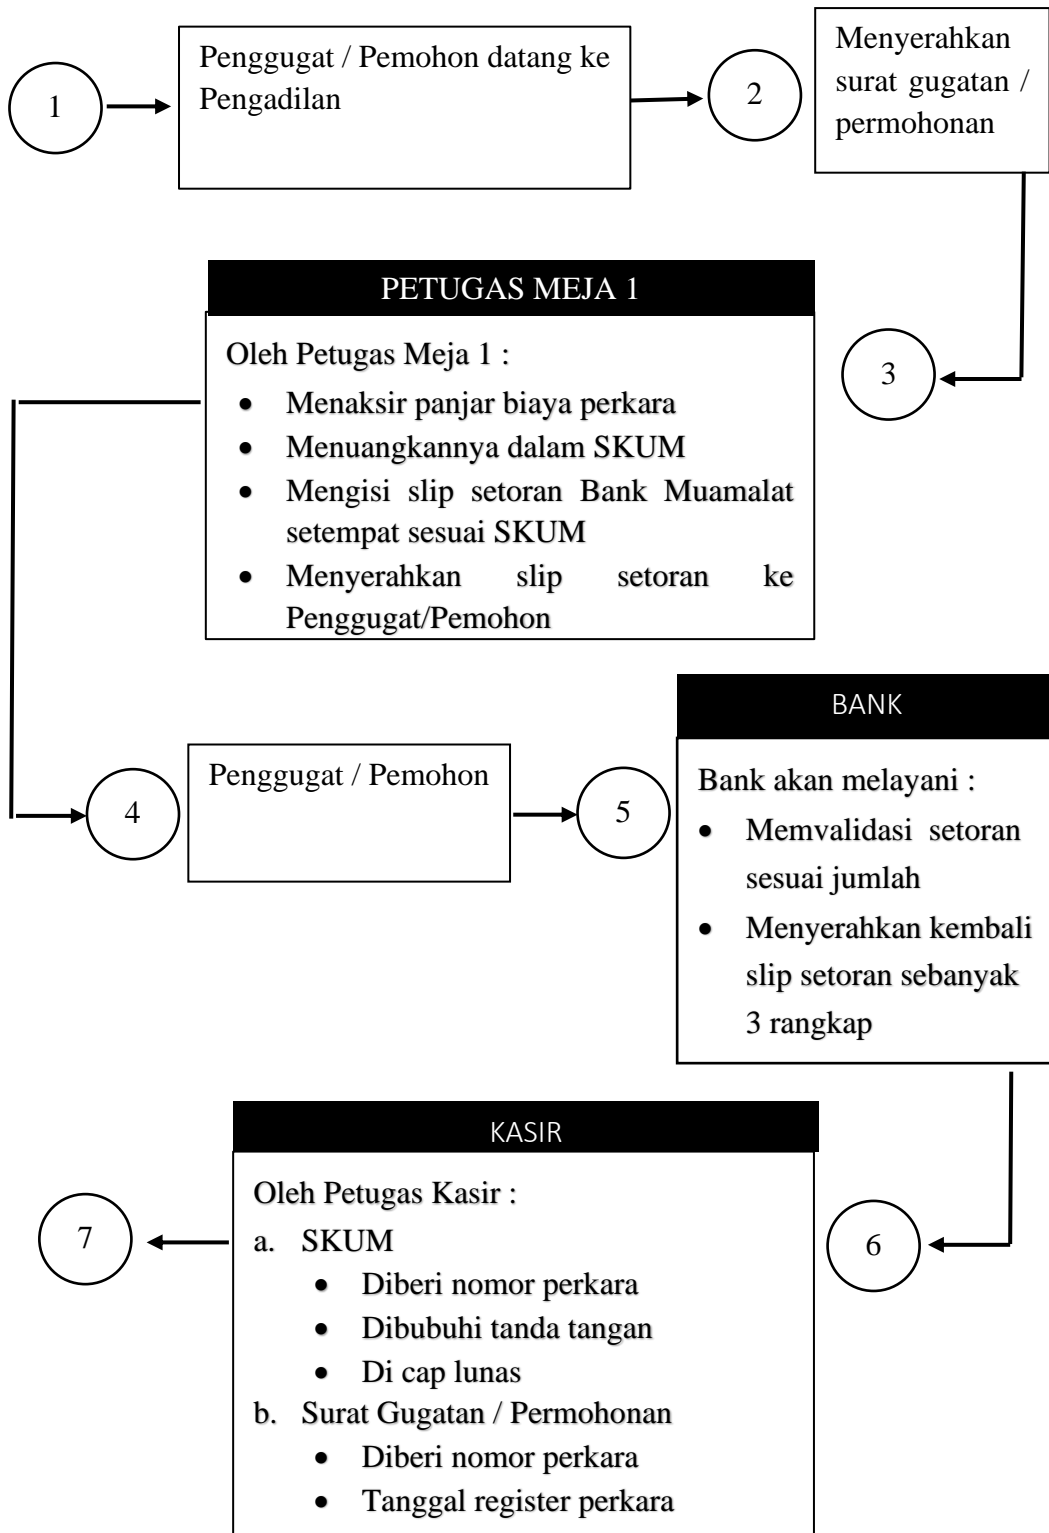 1
Penggugat / Pemohon datang ke
Pengadilan
2
Menyerahkan
surat gugatan /
permohonan
3
PETUGAS MEJA 1
Oleh Petugas Meja 1 :
• Menaksir panjar biaya perkara
• Menuangkannya dalam SKUM
• Mengisi slip setoran Bank Muamalat
setempat sesuai SKUM
• Menyerahkan slip setoran ke
Penggugat/Pemohon
4
Penggugat / Pemohon
5
BANK
Bank akan melayani :
• Memvalidasi setoran
sesuai jumlah
• Menyerahkan kembali
slip setoran sebanyak
3 rangkap
6
KASIR
Oleh Petugas Kasir :
a. SKUM
• Diberi nomor perkara
• Dibubuhi tanda tangan
• Di cap lunas
b. Surat Gugatan / Permohonan
• Diberi nomor perkara
• Tanggal register perkara
7